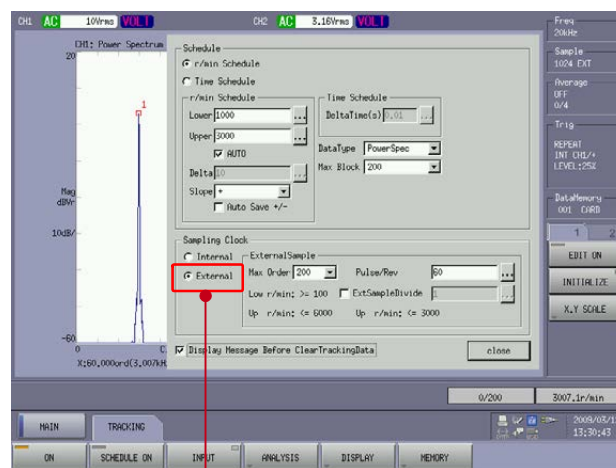 CH1 AC 10Vrms VOLT CH2 AC 3.16Vrms VOLT
Freq
20kHz
Sample
1024 EXT
Average
OFF
0/4
Trig
REPEAT
INT CH1/+
LEVEL:25%
DataMemory
001 CARD
1 2
EDIT ON
INITIALIZE
X.Y SCALE
CH1: Power Spectrum
20
1
Mag
dBVr
10dB/
-60
0
X:60.000ord(3.007kH
Schedule
r/min Schedule
Time Schedule
r/min Schedule
Lower 1000 ...
Upper 3000 ...
AUTO
Delta 10 ...
Slope +
Auto Save +/-
Time Schedule
DeltaTime(s) 0.01 ...
DataType PowerSpec
Max Block 200
Sampling Clock
Internal
External
ExternalSample
Max Order 200 Pulse/Rev 60 ...
Low r/min: >= 100 ExtSampleDivide 1 ...
Up r/min: <= 6000 Up r/min: <= 3000
Display Message Before ClearTrackingData
close
0/200 3007.1r/min
MAIN TRACKING
13:30:43
ON SCHEDULE ON INPUT ANALYSIS DISPLAY MEMORY